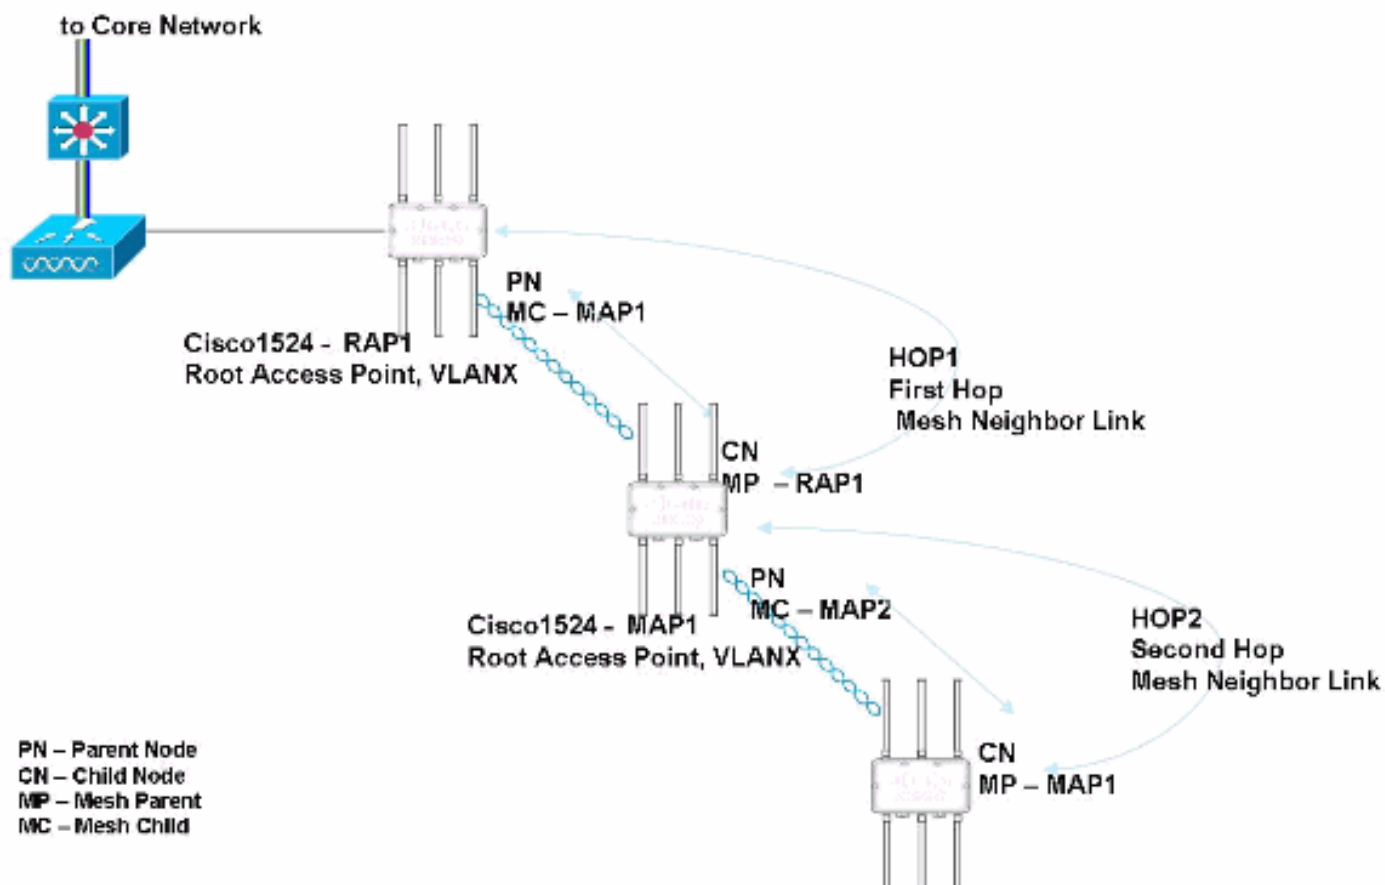 to Core Network
PN
MC – MAP1
Cisco1524 - RAP1
Root Access Point, VLANX
HOP1
First Hop
Mesh Neighbor Link
CN
MP – RAP1
PN
MC – MAP2
Cisco1524 - MAP1
Root Access Point, VLANX
HOP2
Second Hop
Mesh Neighbor Link
CN
MP – MAP1
PN – Parent Node
CN – Child Node
MP – Mesh Parent
MC – Mesh Child